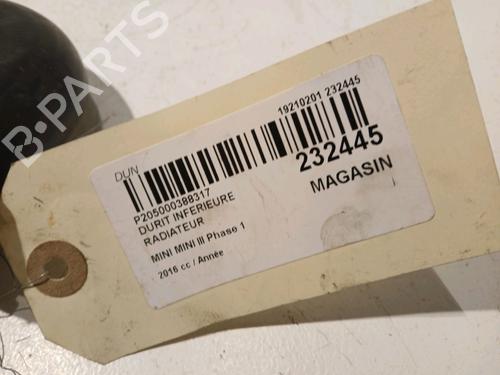 B-PARTS
DUN
19210201 232445
P205000388317
232445
DURIT INFERIEURE
RADIATEUR
MAGASIN
MINI MINI III Phase 1
2016 cc / Année